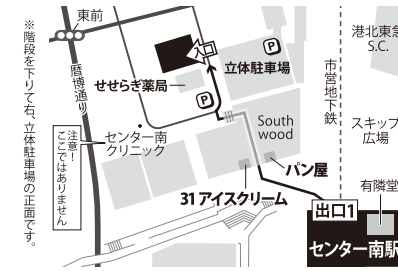 ※階段を下りて右、立体駐車場の正面です。
東前
暦博通り
注意!
ここではありません
せせらぎ薬局
入口
P
立体駐車場
P
センター南
クリニック
South
wood
パン屋
31 アイスクリーム
市営地下鉄
港北東急
S.C.
スキップ
広場
有隣堂
出口1
センター南駅